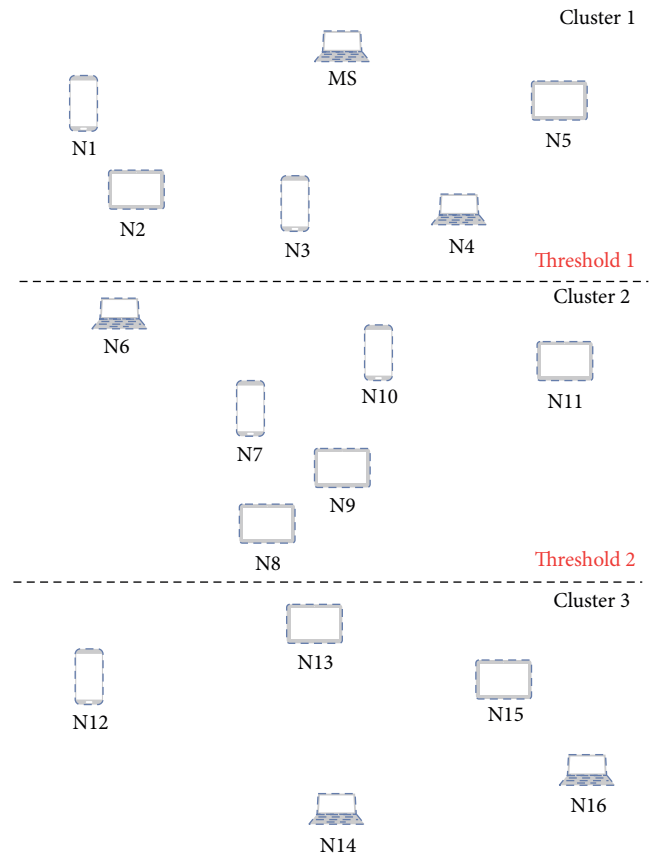 Cluster 1
MS
N1
N5
N2
N3
N4
Threshold 1
Cluster 2
N6
N10
N11
N7
N9
N8
Threshold 2
Cluster 3
N13
N12
N15
N16
N14